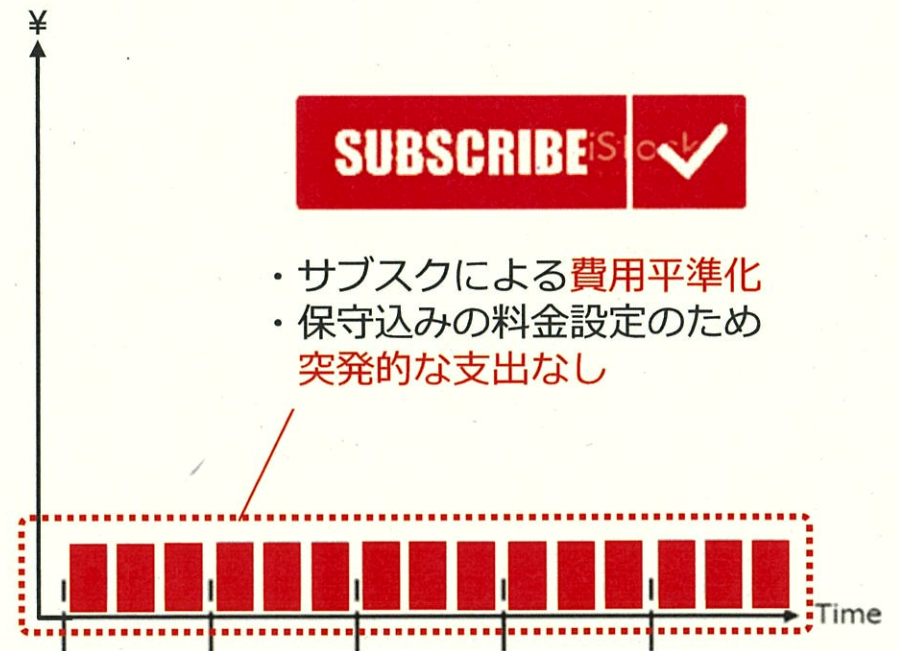 ¥
SUBSCRIBE
iStock
・サブスクによる費用平準化
・保守込みの料金設定のため
突発的な支出なし
Time